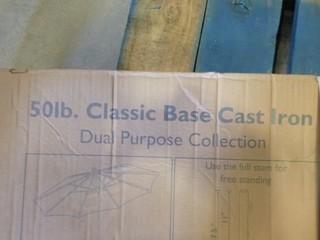 50lb. Classic Base Cast Iron
Dual Purpose Collection
Use the full stem for
free standing